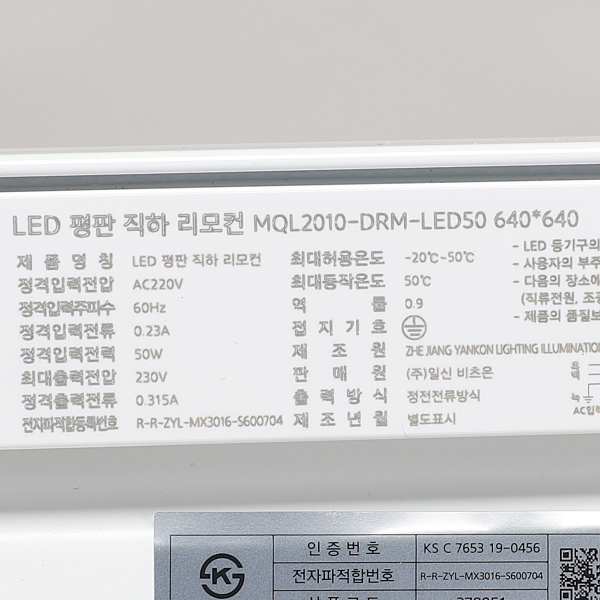 LED 평판 직하 리모컨 MQL2010-DRM-LED50 640*640
제 품 명 칭 LED 평판 직하 리모컨
정격입력전압 AC220V
정격입력주파수 60Hz
정격입력전류 0.23A
정격입력전력 50W
최대출력전압 230V
정격출력전류 0.315A
전자파적합등록번호 R-R-ZYL-MX3016-S600704
최대허용온도 -20℃~50℃
최대동작온도 50℃
역 률 0.9
접 지 기 호
제 조 원 ZHE JIANG YANKON LIGHTING ILLUMINATION
판 매 원 (주)일신 비츠온
출 력 방 식 정전전류방식
제 조 년 월 별도표시
- LED 등기구의
- 사용자의 부주
- 다음의 장소에
(직류전원, 조광
- 제품의 품질보
흑
백
녹
AC입력
인 증 번 호 KS C 7653 19-0456
전자파적합번호 R-R-ZYL-MX3016-S600704